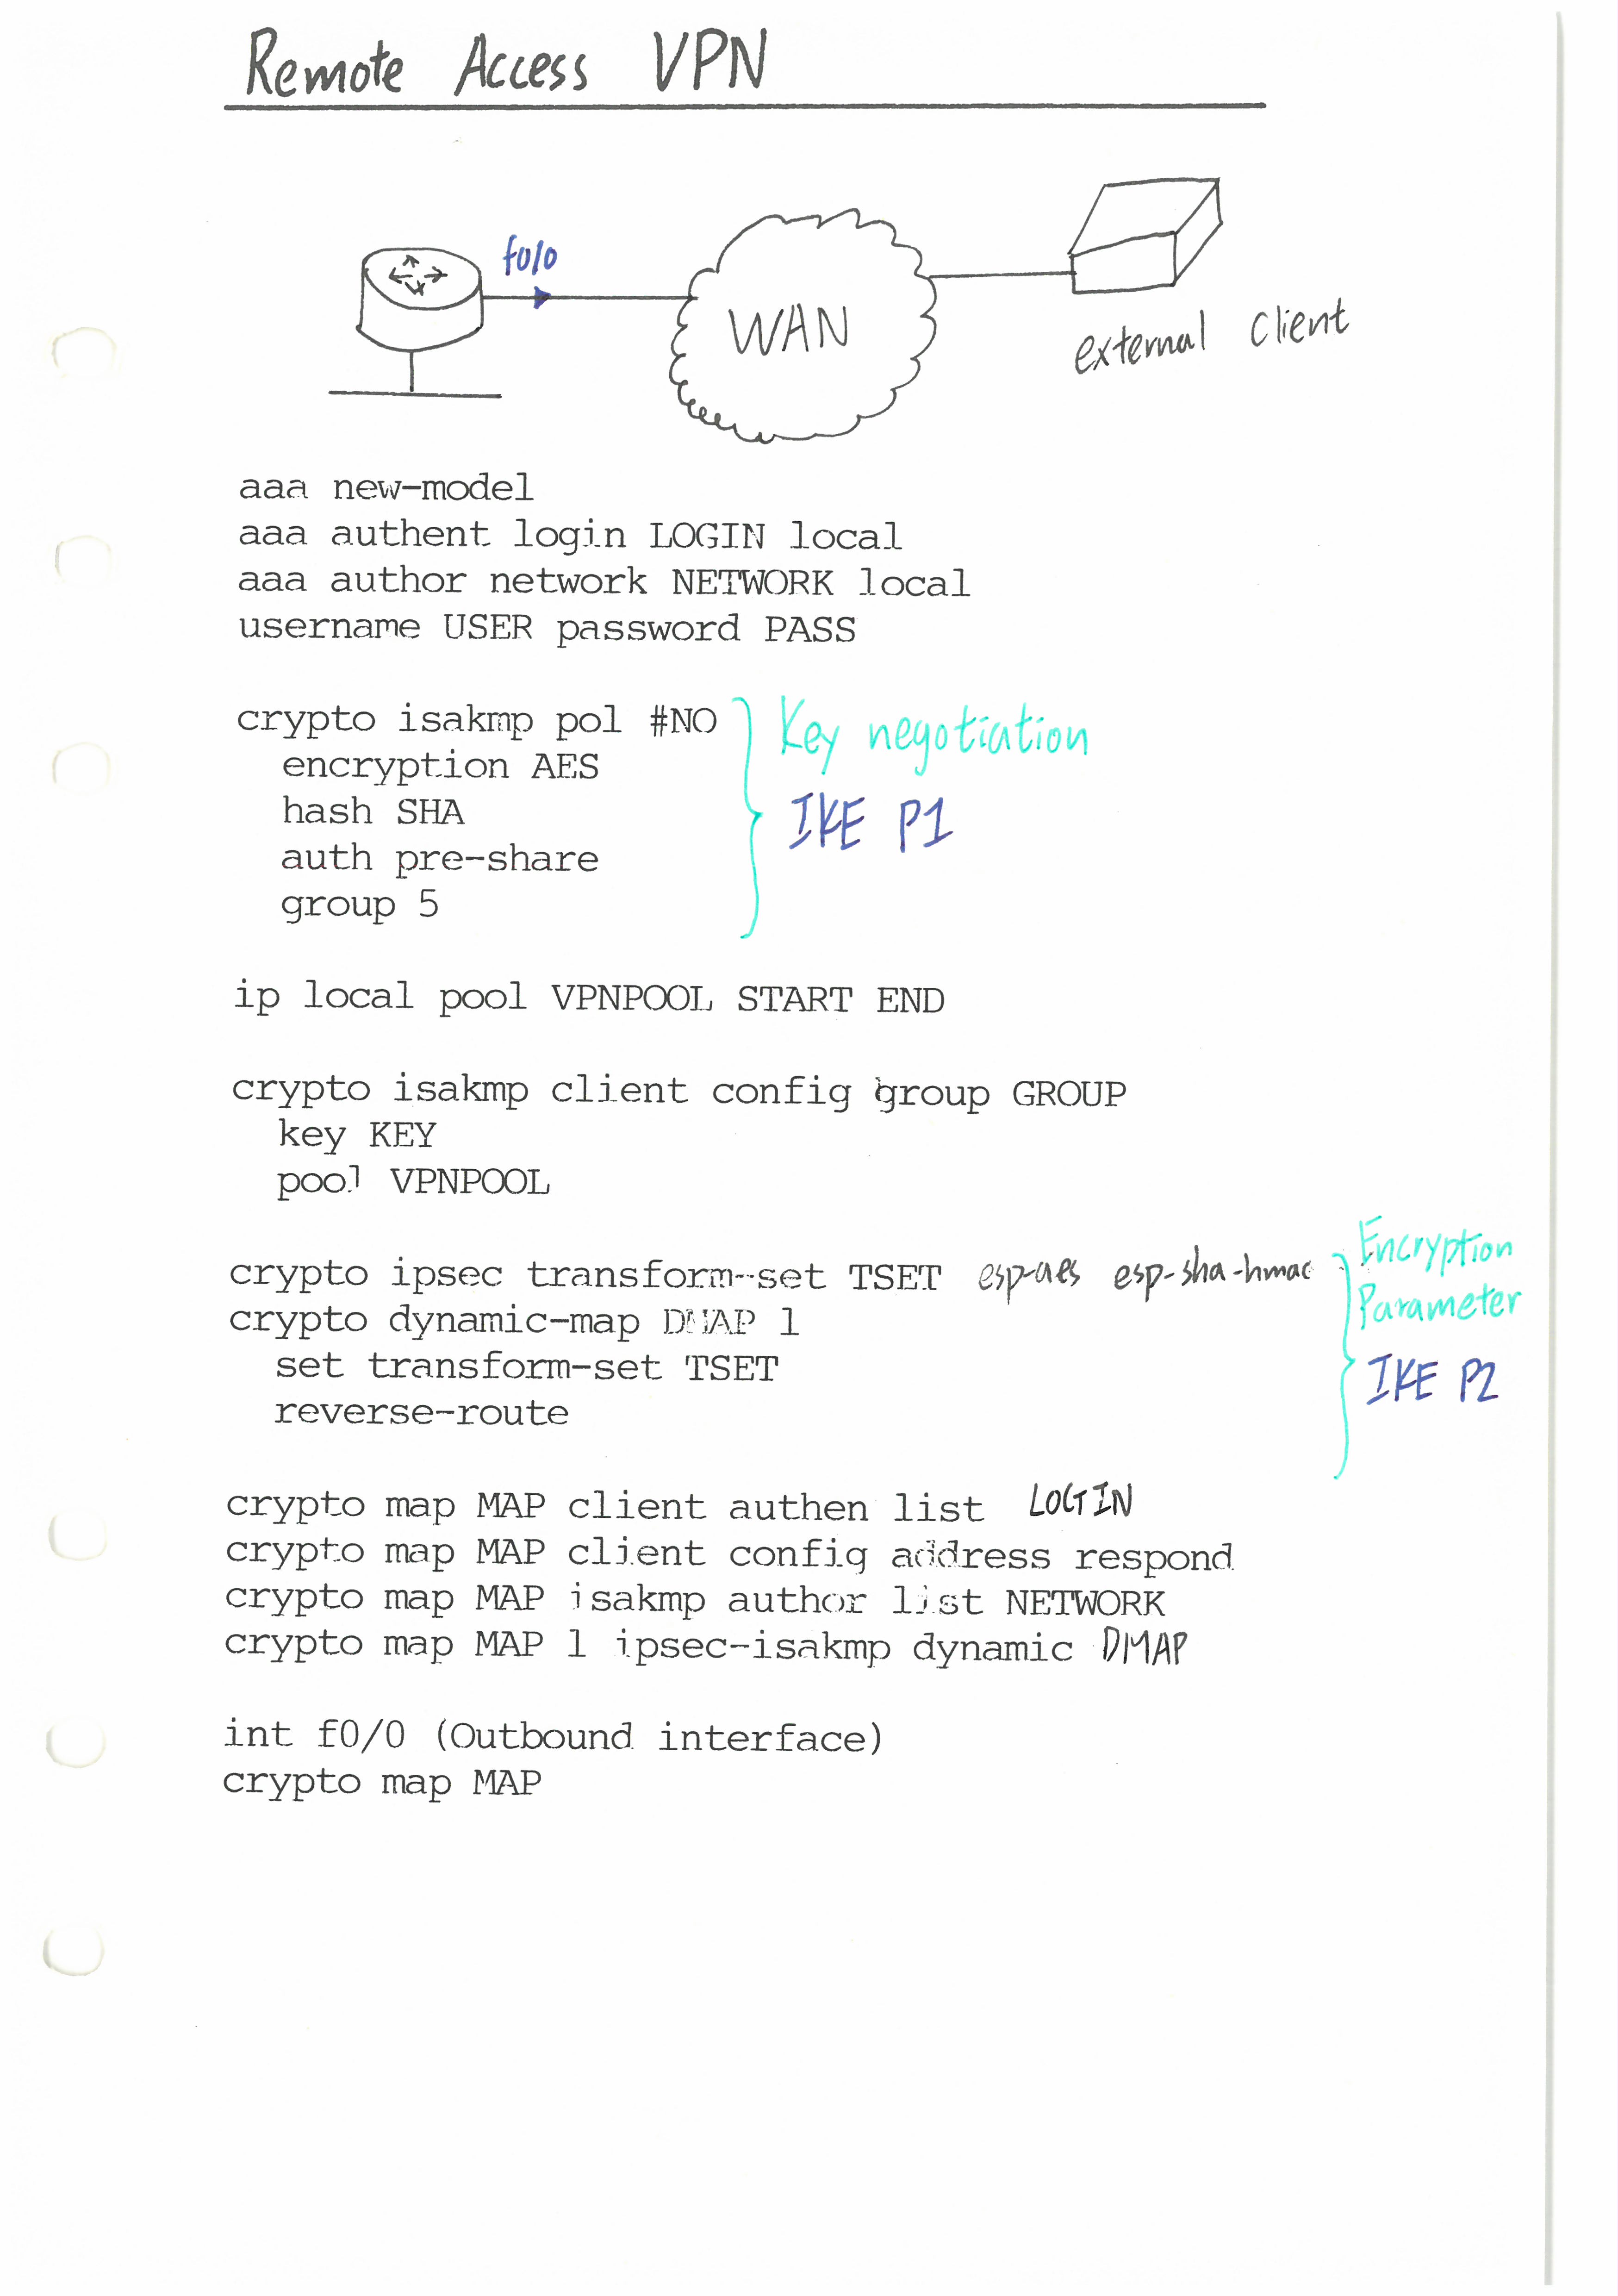 Remote Access VPN
f0/0
WAN
external client
aaa new-model
aaa authent login LOGIN local
aaa author network NETWORK local
username USER password PASS
crypto isakmp pol #NO
encryption AES
hash SHA
auth pre-share
group 5
Key negotiation
IKE P1
ip local pool VPNPOOL START END
crypto isakmp client config group GROUP
key KEY
pool VPNPOOL
crypto ipsec transform-set TSET esp-aes esp-sha-hmac
crypto dynamic-map DMAP 1
set transform-set TSET
reverse-route
Encryption
Parameter
IKE P2
crypto map MAP client authen list LOGIN
crypto map MAP client config address respond
crypto map MAP isakmp author list NETWORK
crypto map MAP 1 ipsec-isakmp dynamic DMAP
int f0/0 (Outbound interface)
crypto map MAP